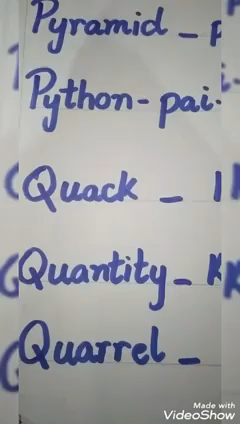 Pyramid _
Python - pai.
Quack _
Quantity _
Quarrel _
Made with
VideoShow